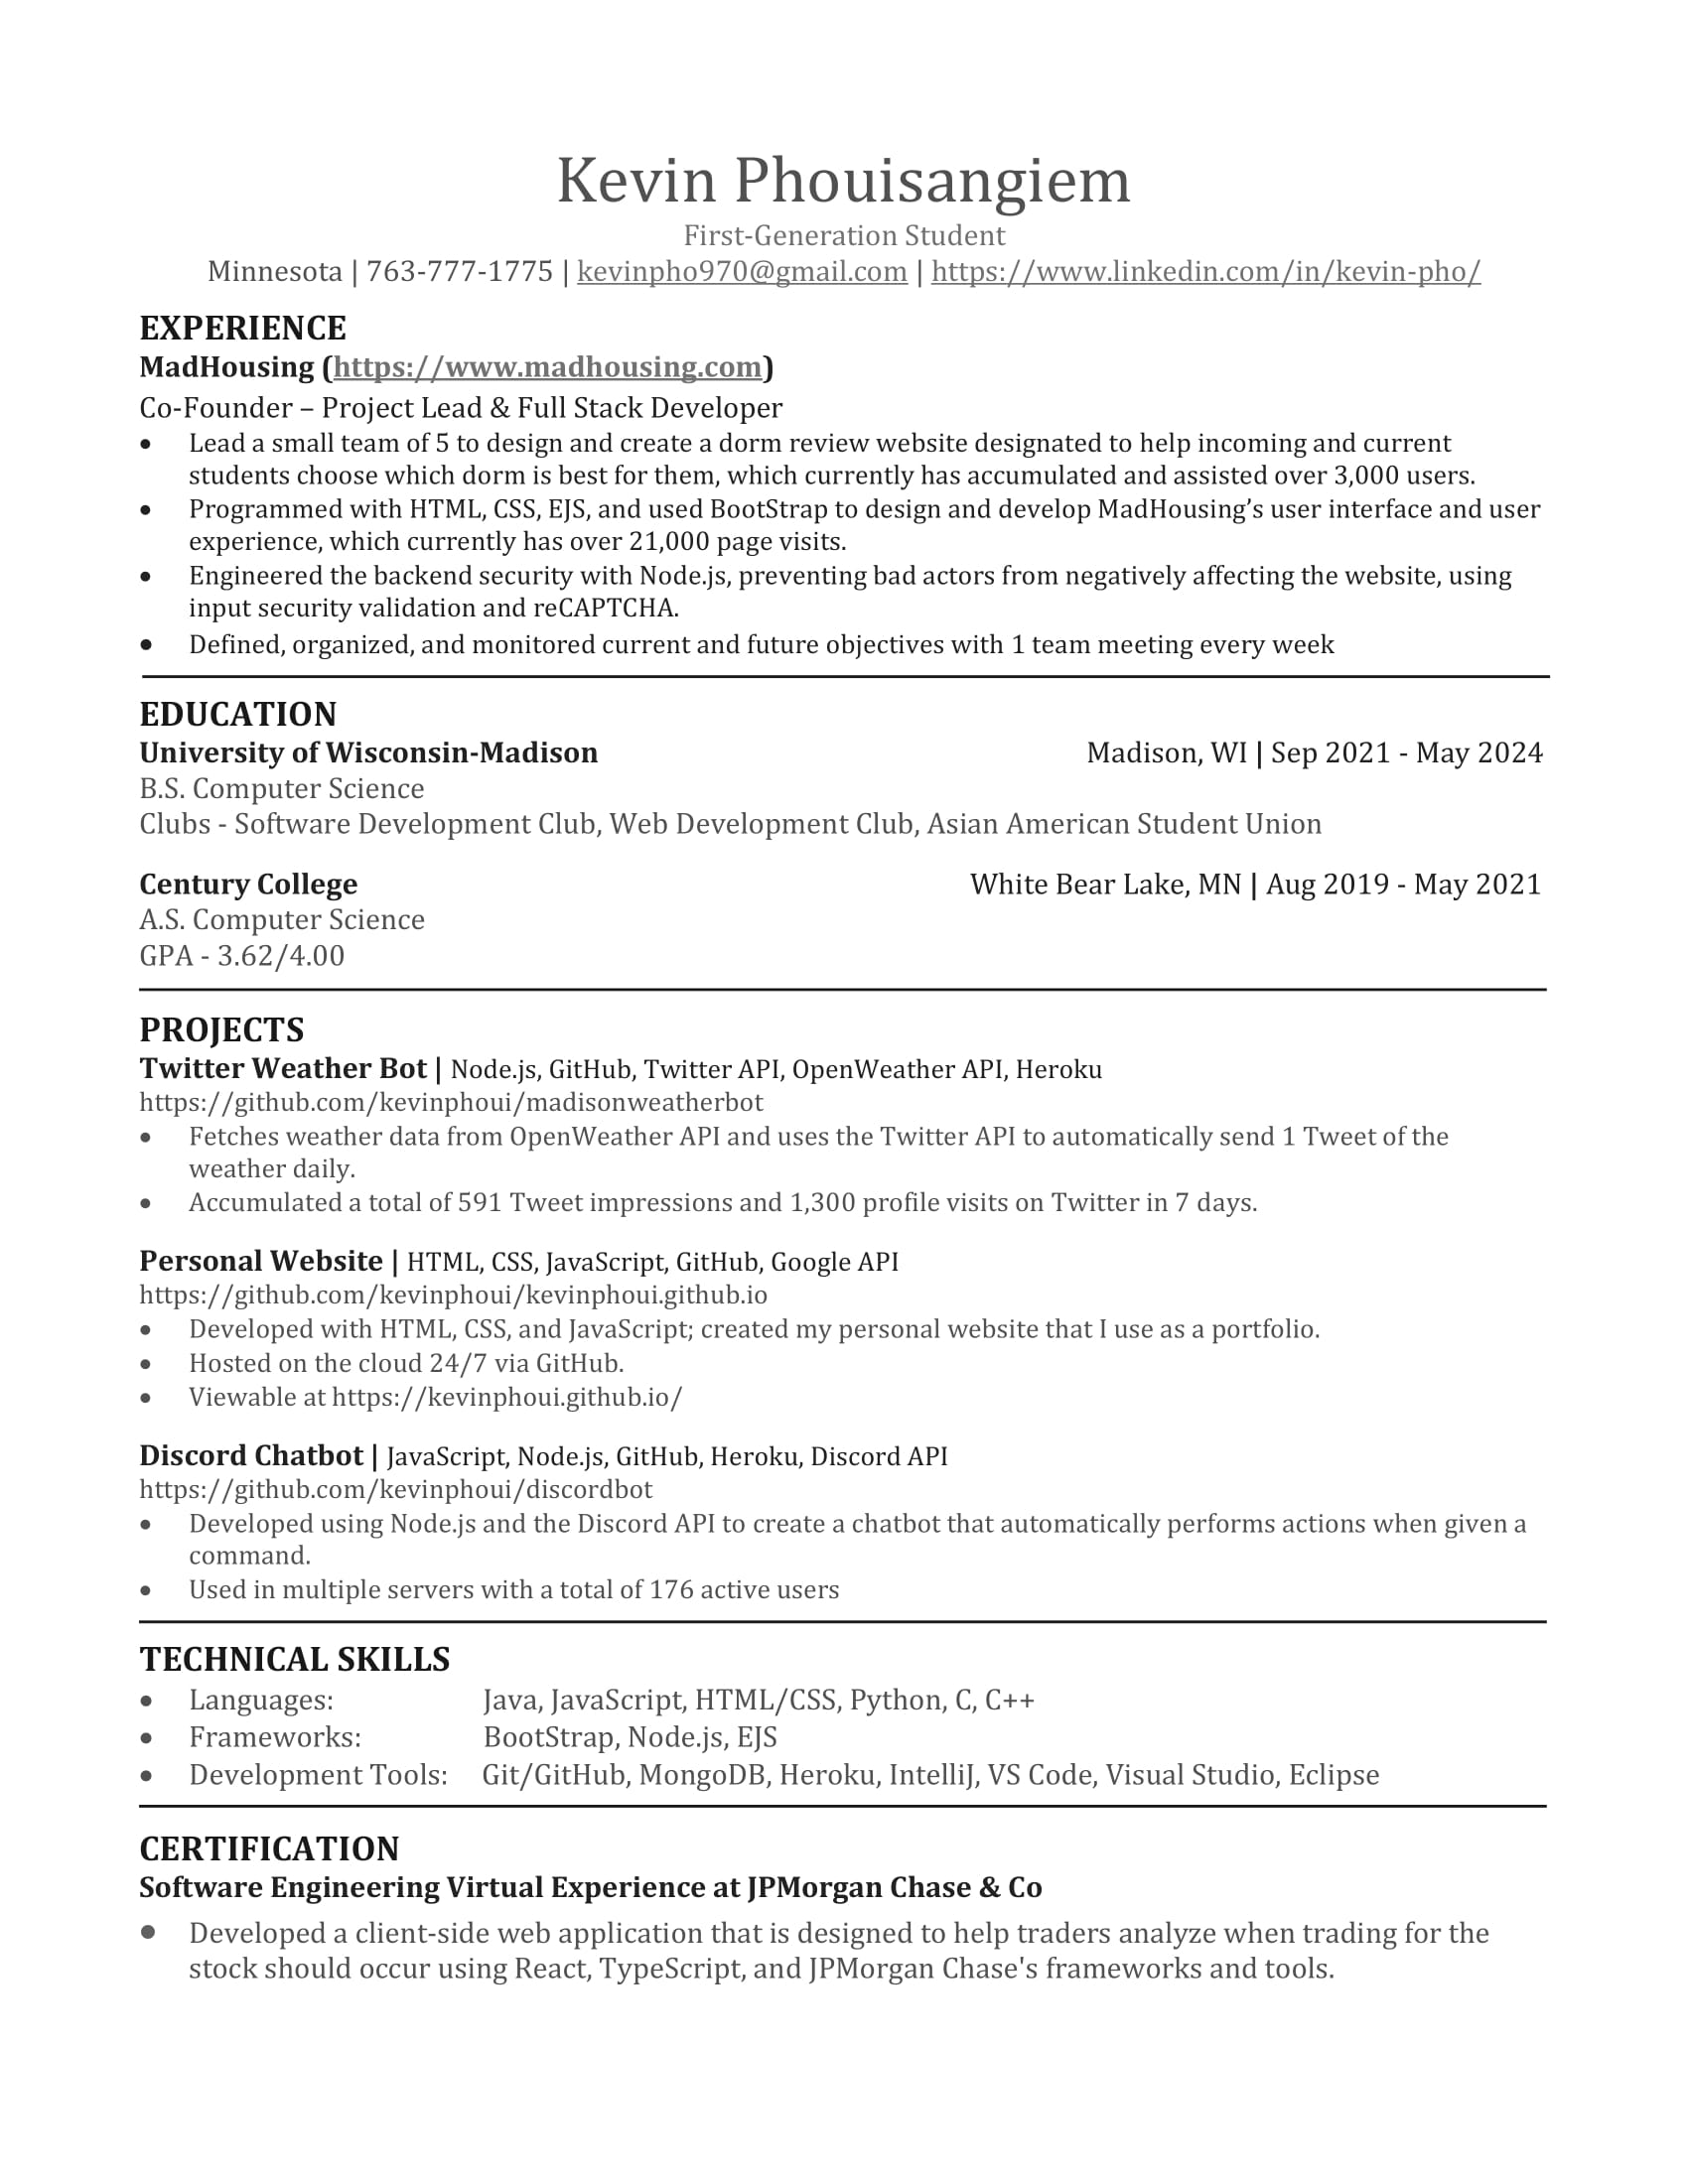 Kevin Phouisangiem
First-Generation Student
Minnesota | 763-777-1775 | kevinpho970@gmail.com | https://www.linkedin.com/in/kevin-pho/
EXPERIENCE
MadHousing (https://www.madhousing.com)
Co-Founder – Project Lead & Full Stack Developer
• Lead a small team of 5 to design and create a dorm review website designated to help incoming and current
students choose which dorm is best for them, which currently has accumulated and assisted over 3,000 users.
• Programmed with HTML, CSS, EJS, and used BootStrap to design and develop MadHousing’s user interface and user
experience, which currently has over 21,000 page visits.
• Engineered the backend security with Node.js, preventing bad actors from negatively affecting the website, using
input security validation and reCAPTCHA.
• Defined, organized, and monitored current and future objectives with 1 team meeting every week
EDUCATION
University of Wisconsin-Madison Madison, WI | Sep 2021 - May 2024
B.S. Computer Science
Clubs - Software Development Club, Web Development Club, Asian American Student Union
Century College White Bear Lake, MN | Aug 2019 - May 2021
A.S. Computer Science
GPA - 3.62/4.00
PROJECTS
Twitter Weather Bot | Node.js, GitHub, Twitter API, OpenWeather API, Heroku
https://github.com/kevinphoui/madisonweatherbot
• Fetches weather data from OpenWeather API and uses the Twitter API to automatically send 1 Tweet of the
weather daily.
• Accumulated a total of 591 Tweet impressions and 1,300 profile visits on Twitter in 7 days.
Personal Website | HTML, CSS, JavaScript, GitHub, Google API
https://github.com/kevinphoui/kevinphoui.github.io
• Developed with HTML, CSS, and JavaScript; created my personal website that I use as a portfolio.
• Hosted on the cloud 24/7 via GitHub.
• Viewable at https://kevinphoui.github.io/
Discord Chatbot | JavaScript, Node.js, GitHub, Heroku, Discord API
https://github.com/kevinphoui/discordbot
• Developed using Node.js and the Discord API to create a chatbot that automatically performs actions when given a
command.
• Used in multiple servers with a total of 176 active users
TECHNICAL SKILLS
• Languages: Java, JavaScript, HTML/CSS, Python, C, C++
• Frameworks: BootStrap, Node.js, EJS
• Development Tools: Git/GitHub, MongoDB, Heroku, IntelliJ, VS Code, Visual Studio, Eclipse
CERTIFICATION
Software Engineering Virtual Experience at JPMorgan Chase & Co
• Developed a client-side web application that is designed to help traders analyze when trading for the
stock should occur using React, TypeScript, and JPMorgan Chase's frameworks and tools.